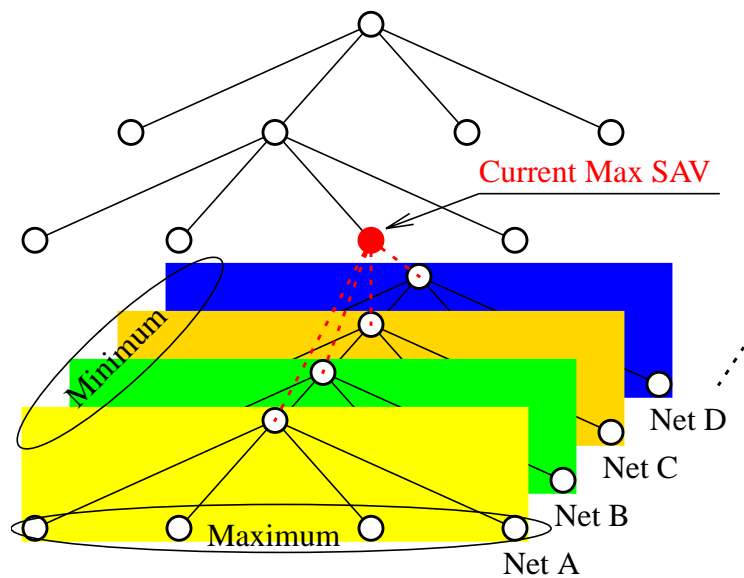 Current Max SAV
Minimum
Net D
Net C
Net B
Maximum
Net A